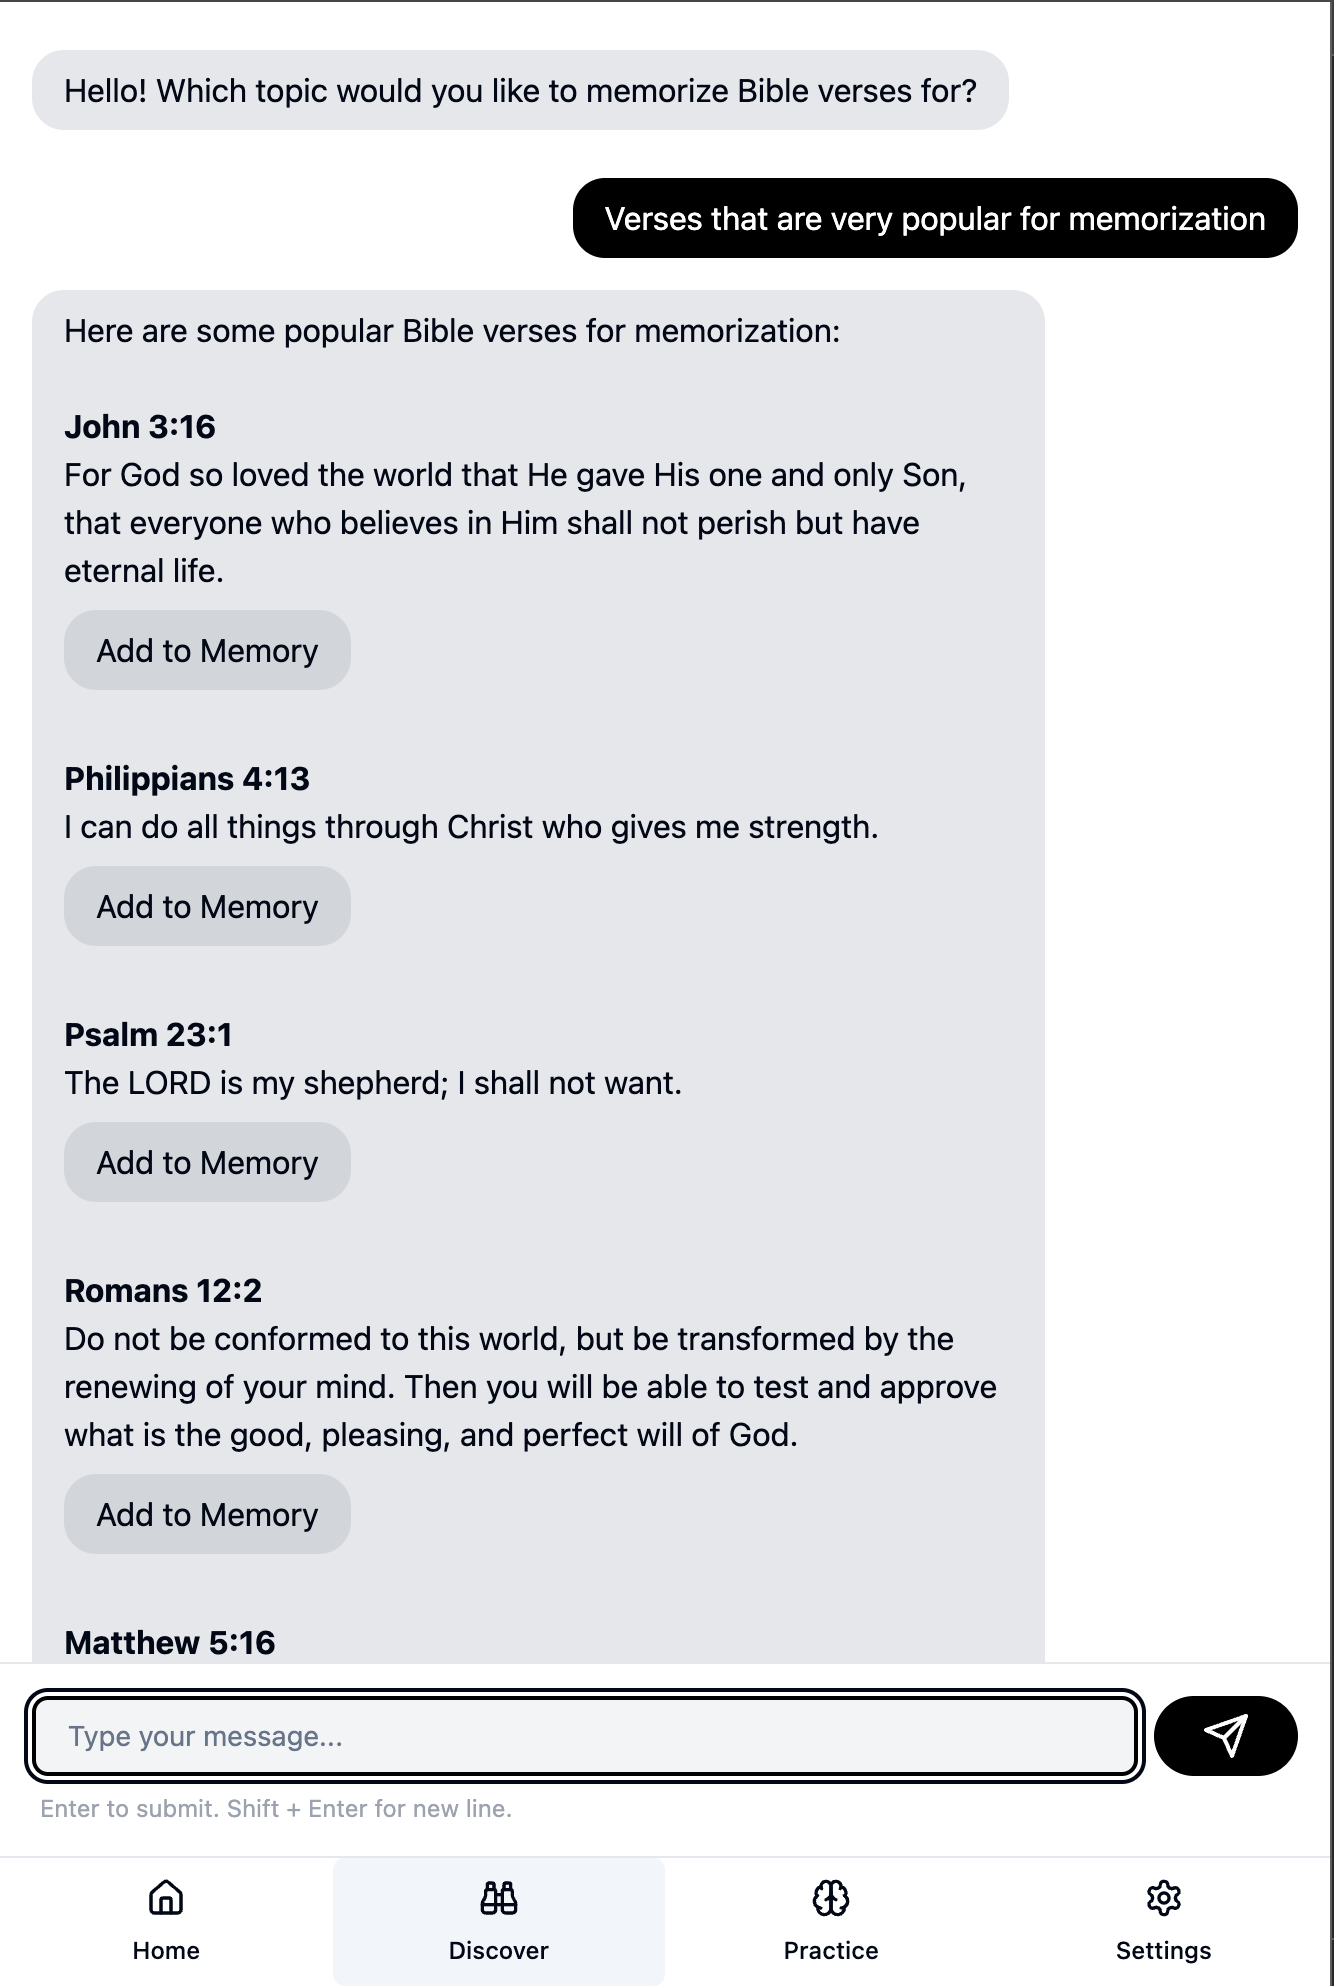 Hello! Which topic would you like to memorize Bible verses for?
Verses that are very popular for memorization
Here are some popular Bible verses for memorization:
John 3:16
For God so loved the world that He gave His one and only Son,
that everyone who believes in Him shall not perish but have
eternal life.
Add to Memory
Philippians 4:13
I can do all things through Christ who gives me strength.
Add to Memory
Psalm 23:1
The LORD is my shepherd; I shall not want.
Add to Memory
Romans 12:2
Do not be conformed to this world, but be transformed by the
renewing of your mind. Then you will be able to test and approve
what is the good, pleasing, and perfect will of God.
Add to Memory
Matthew 5:16
Type your message...
Enter to submit. Shift + Enter for new line.
Home
Discover
Practice
Settings